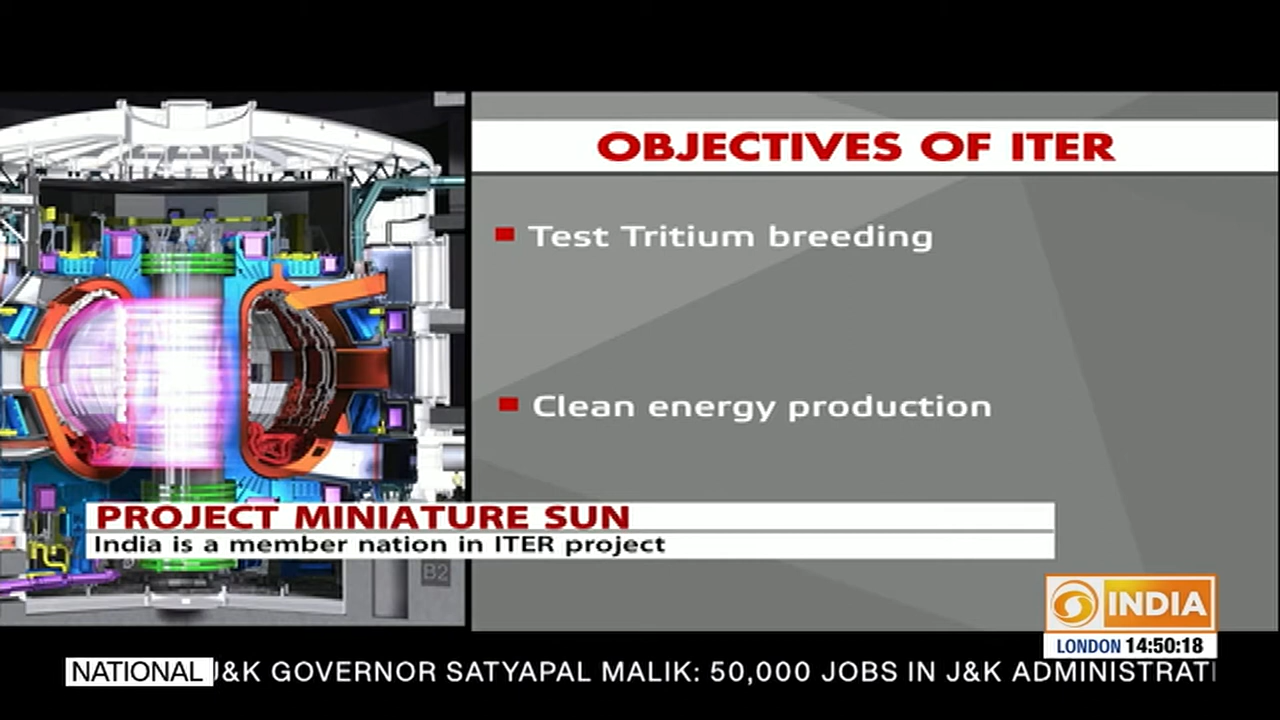 OBJECTIVES OF ITER
Test Tritium breeding
Clean energy production
PROJECT MINIATURE SUN
India is a member nation in ITER project
B2
INDIA
LONDON 14:50:18
NATIONAL J&K GOVERNOR SATYAPAL MALIK: 50,000 JOBS IN J&K ADMINISTRATI